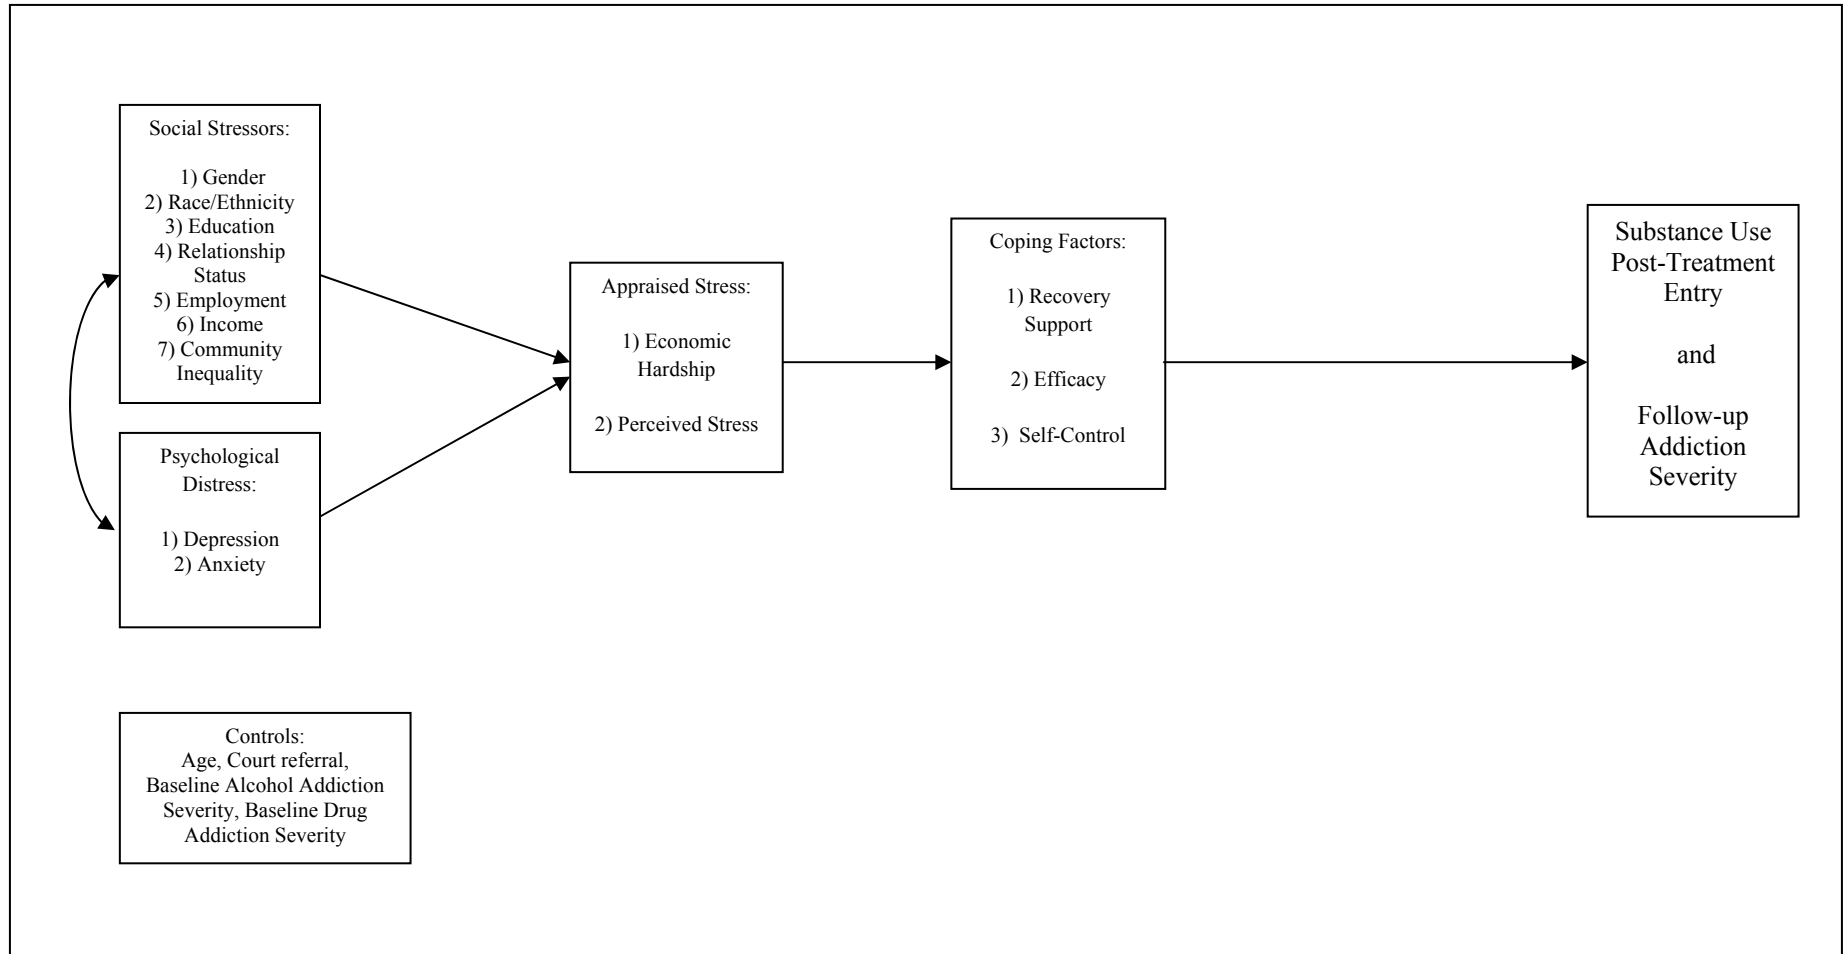 Social Stressors:
1) Gender
2) Race/Ethnicity
3) Education
4) Relationship
Status
5) Employment
6) Income
7) Community
Inequality
Psychological
Distress:
1) Depression
2) Anxiety
Controls:
Age, Court referral,
Baseline Alcohol Addiction
Severity, Baseline Drug
Addiction Severity
Appraised Stress:
1) Economic
Hardship
2) Perceived Stress
Coping Factors:
1) Recovery
Support
2) Efficacy
3) Self-Control
Substance Use
Post-Treatment
Entry
and
Follow-up
Addiction
Severity